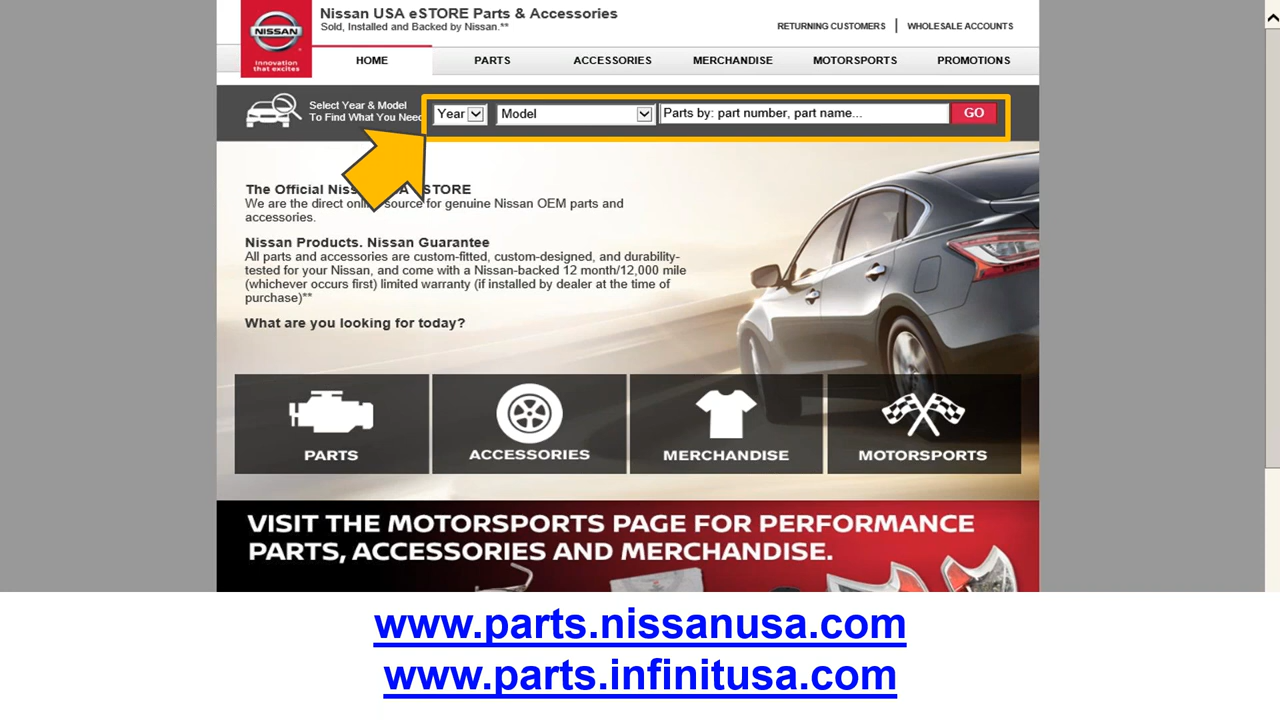 Nissan USA eSTORE Parts & Accessories
Sold, Installed and Backed by Nissan.**
RETURNING CUSTOMERS | WHOLESALE ACCOUNTS
NISSAN
Innovation
that excites
HOME PARTS ACCESSORIES MERCHANDISE MOTORSPORTS PROMOTIONS
Select Year & Model
To Find What You Need
Year Model Parts by: part number, part name... GO
The Official Nissan USA eSTORE
We are the direct online source for genuine Nissan OEM parts and
accessories.
Nissan Products. Nissan Guarantee
All parts and accessories are custom-fitted, custom-designed, and durability-
tested for your Nissan, and come with a Nissan-backed 12 month/12,000 mile
(whichever occurs first) limited warranty (if installed by dealer at the time of
purchase)**
What are you looking for today?
PARTS ACCESSORIES MERCHANDISE MOTORSPORTS
VISIT THE MOTORSPORTS PAGE FOR PERFORMANCE
PARTS, ACCESSORIES AND MERCHANDISE.
www.parts.nissanusa.com
www.parts.infinitusa.com